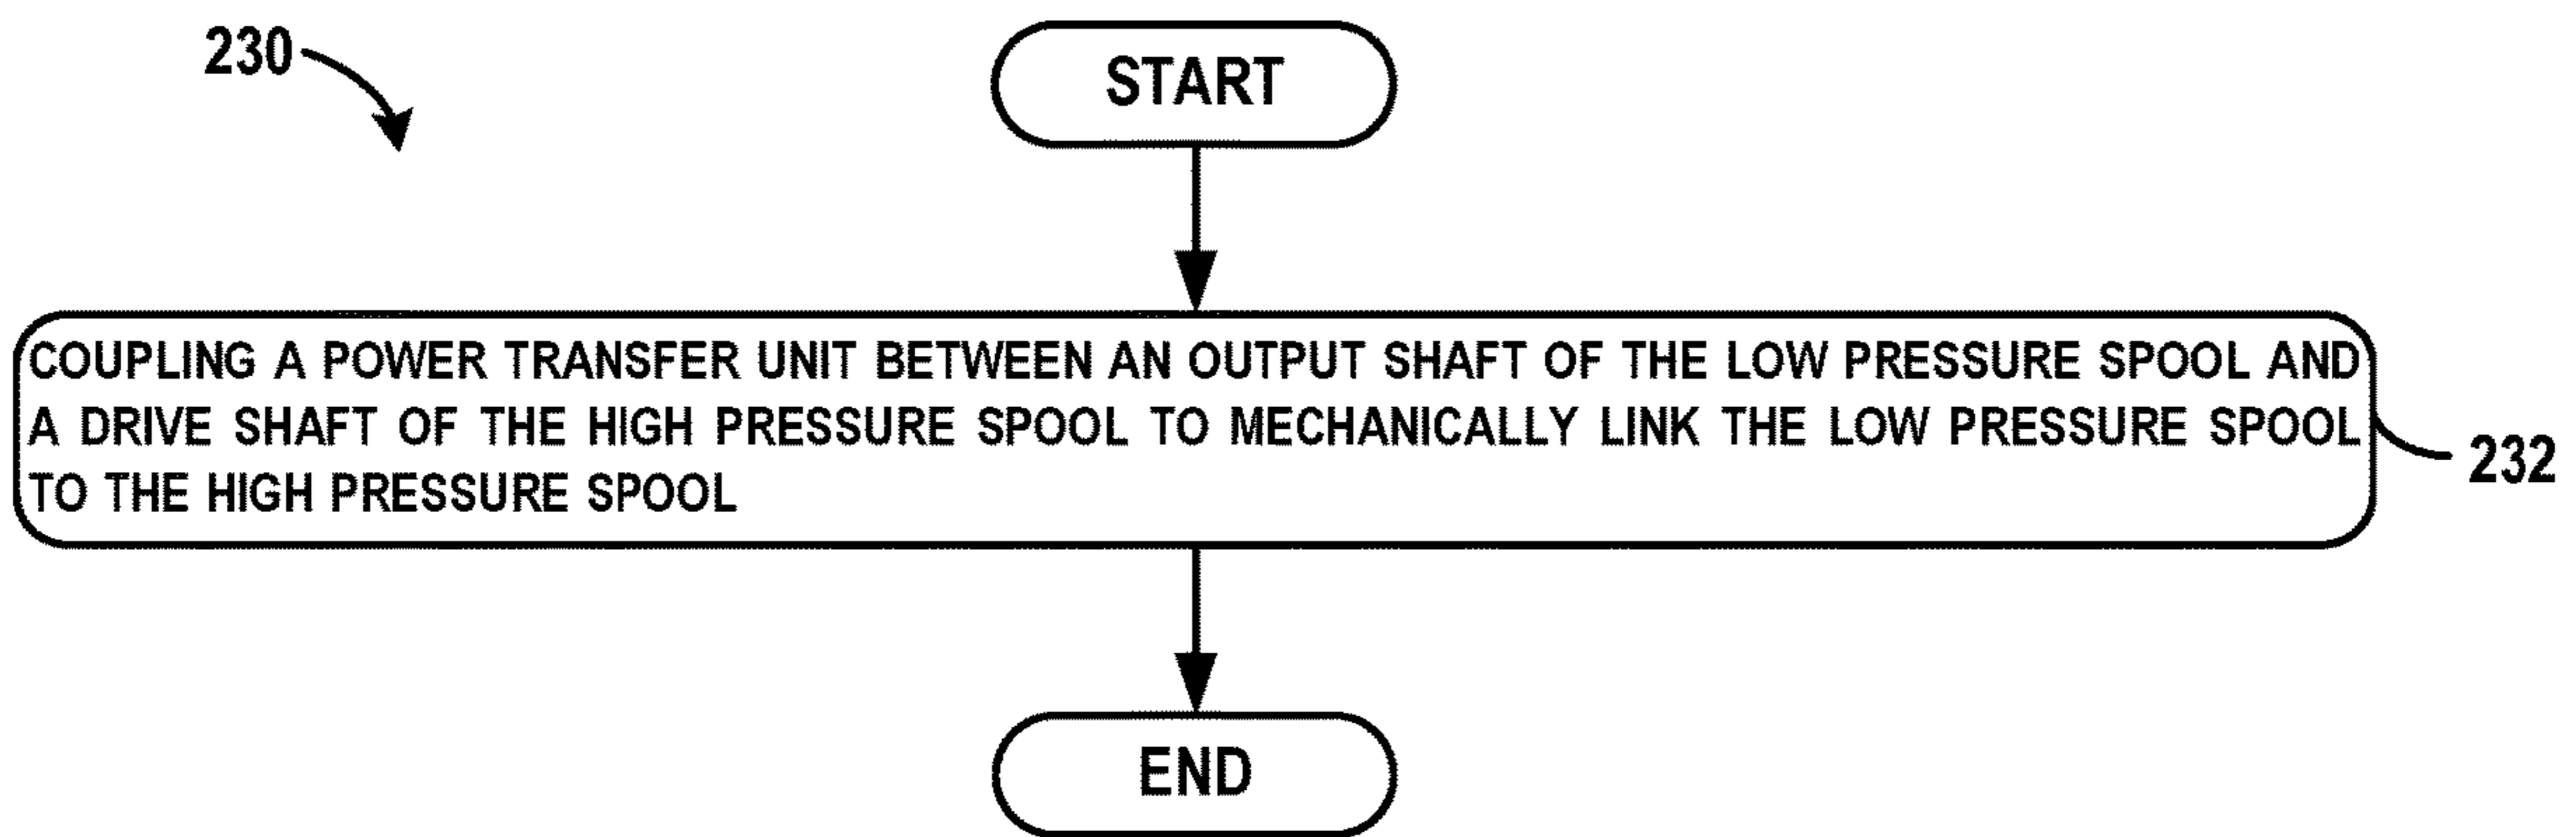 230
START
COUPLING A POWER TRANSFER UNIT BETWEEN AN OUTPUT SHAFT OF THE LOW PRESSURE SPOOL AND
A DRIVE SHAFT OF THE HIGH PRESSURE SPOOL TO MECHANICALLY LINK THE LOW PRESSURE SPOOL
TO THE HIGH PRESSURE SPOOL
232
END